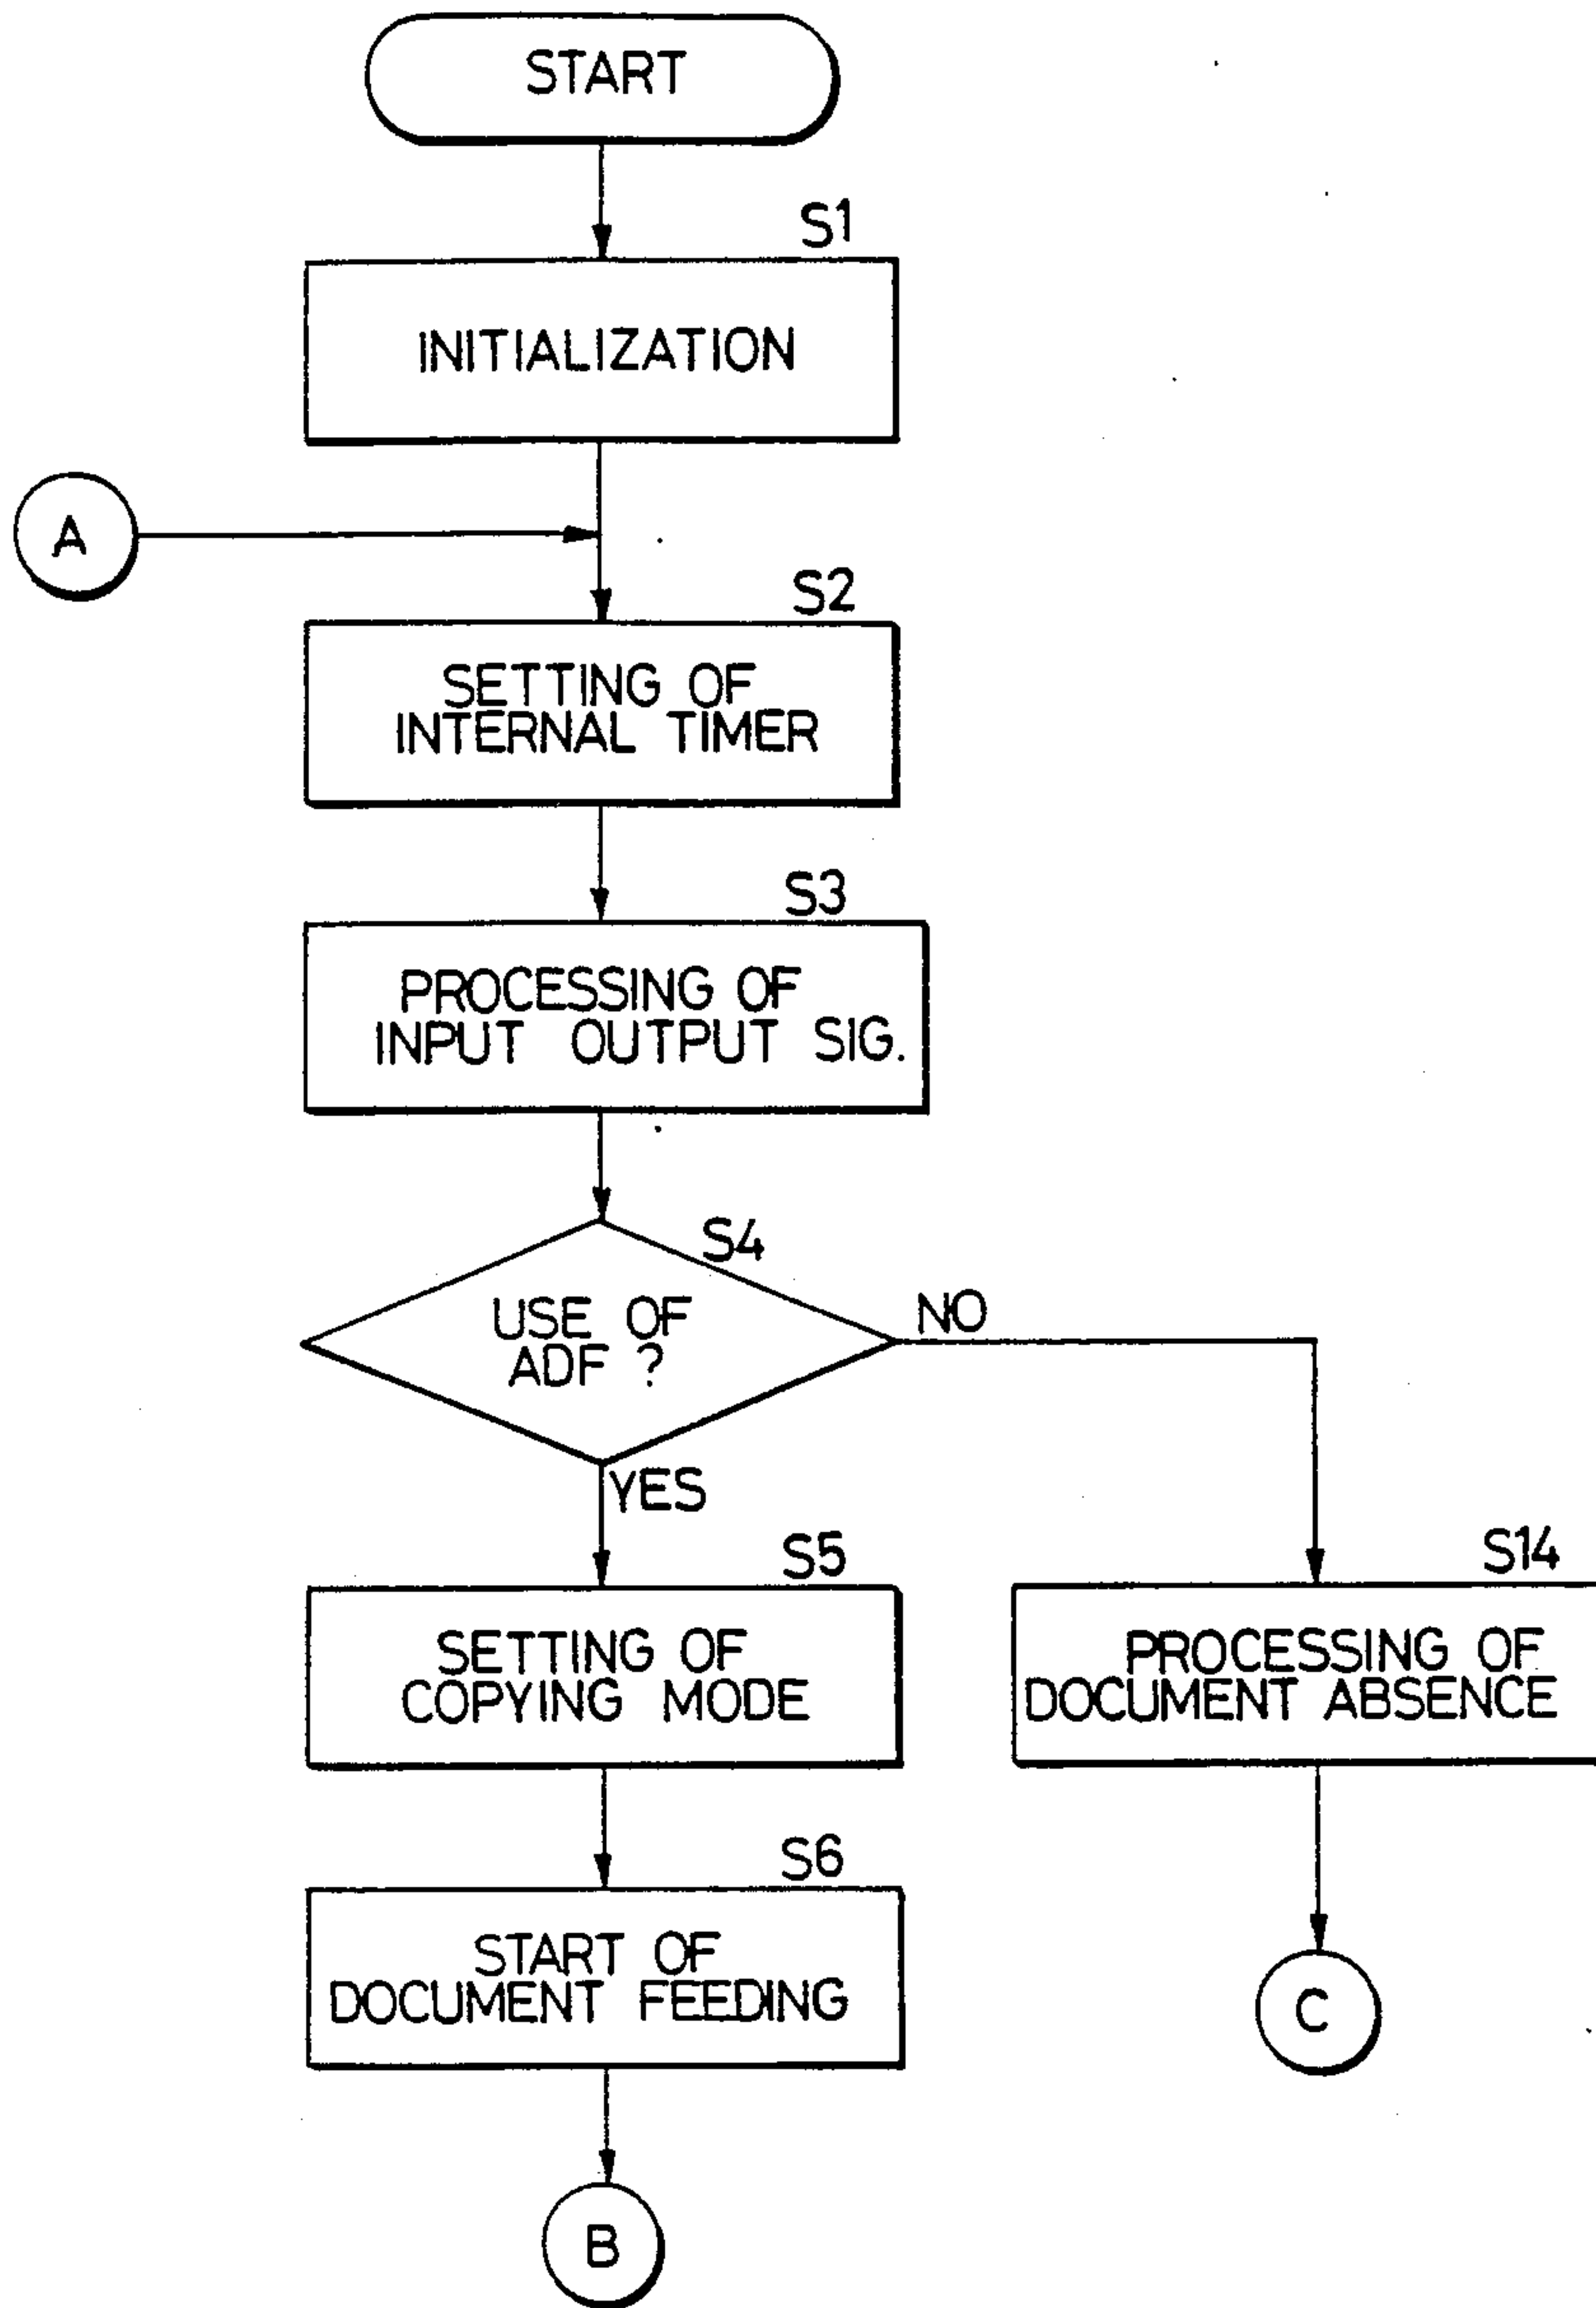 START
S1
INITIALIZATION
A
S2
SETTING OF
INTERNAL TIMER
S3
PROCESSING OF
INPUT OUTPUT SIG.
S4
USE OF
ADF ?
NO
YES
S5
SETTING OF
COPYING MODE
S14
PROCESSING OF
DOCUMENT ABSENCE
S6
START OF
DOCUMENT FEEDING
C
B